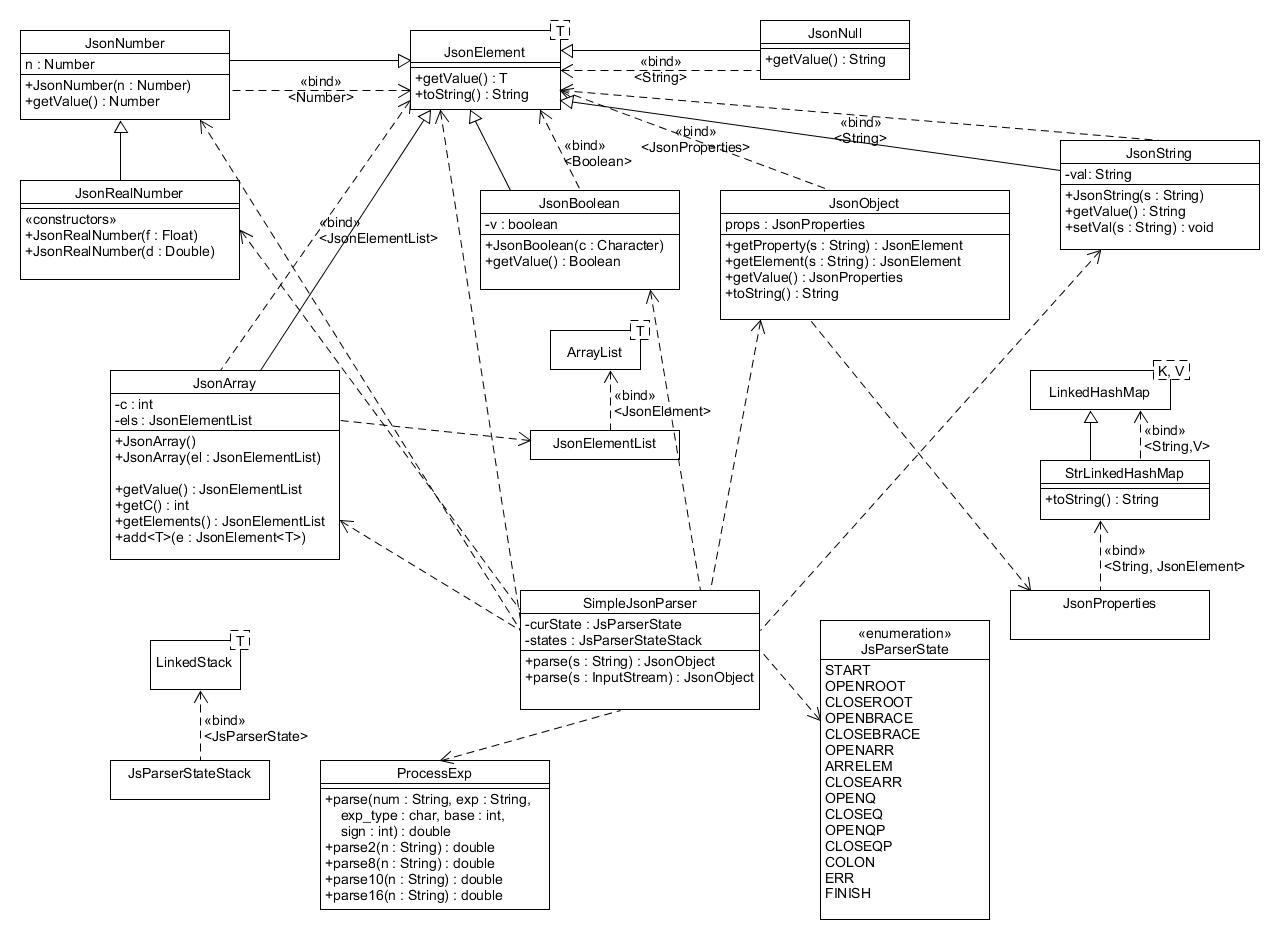 JsonNumber
n : Number
+JsonNumber(n : Number)
+getValue() : Number
«bind»
<Number>
T
JsonElement
+getValue() : T
+toString() : String
JsonNull
+getValue() : String
«bind»
<String>
«bind»
<String>
«bind»
<JsonProperties>
«bind»
<Boolean>
JsonString
-val: String
+JsonString(s : String)
+getValue() : String
+setVal(s : String) : void
JsonRealNumber
«constructors»
+JsonRealNumber(f : Float)
+JsonRealNumber(d : Double)
«bind»
<JsonElementList>
JsonBoolean
-v : boolean
+JsonBoolean(c : Character)
+getValue() : Boolean
JsonObject
props : JsonProperties
+getProperty(s : String) : JsonElement
+getElement(s : String) : JsonElement
+getValue() : JsonProperties
+toString() : String
T
ArrayList
«bind»
<JsonElement>
JsonElementList
JsonArray
-c : int
-els : JsonElementList
+JsonArray()
+JsonArray(el : JsonElementList)
+getValue() : JsonElementList
+getC() : int
+getElements() : JsonElementList
+add<T>(e : JsonElement<T>)
K, V
LinkedHashMap
«bind»
<String,V>
StrLinkedHashMap
+toString() : String
«bind»
<String, JsonElement>
JsonProperties
SimpleJsonParser
-curState : JsParserState
-states : JsParserStateStack
+parse(s : String) : JsonObject
+parse(s : InputStream) : JsonObject
T
LinkedStack
«bind»
<JsParserState>
JsParserStateStack
ProcessExp
+parse(num : String, exp : String,
exp_type : char, base : int,
sign : int) : double
+parse2(n : String) : double
+parse8(n : String) : double
+parse10(n : String) : double
+parse16(n : String) : double
«enumeration»
JsParserState
START
OPENROOT
CLOSEROOT
OPENBRACE
CLOSEBRACE
OPENARR
ARRELEM
CLOSEARR
OPENQ
CLOSEQ
OPENQP
CLOSEQP
COLON
ERR
FINISH